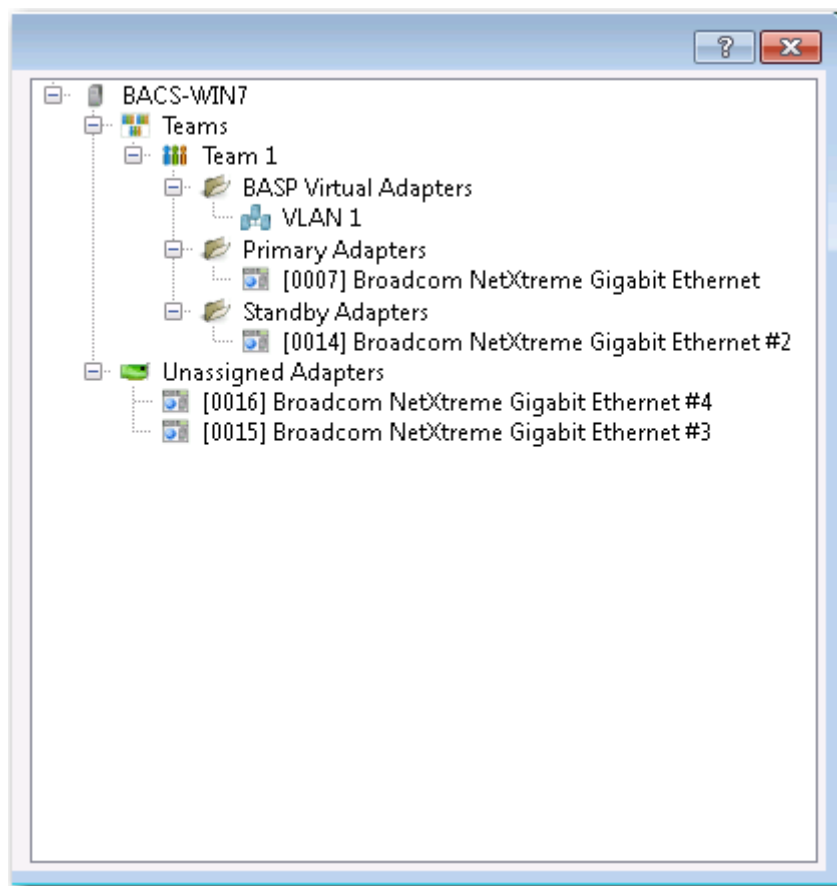 BACS-WIN7
Teams
Team 1
BASP Virtual Adapters
VLAN 1
Primary Adapters
[0007] Broadcom NetXtreme Gigabit Ethernet
Standby Adapters
[0014] Broadcom NetXtreme Gigabit Ethernet #2
Unassigned Adapters
[0016] Broadcom NetXtreme Gigabit Ethernet #4
[0015] Broadcom NetXtreme Gigabit Ethernet #3